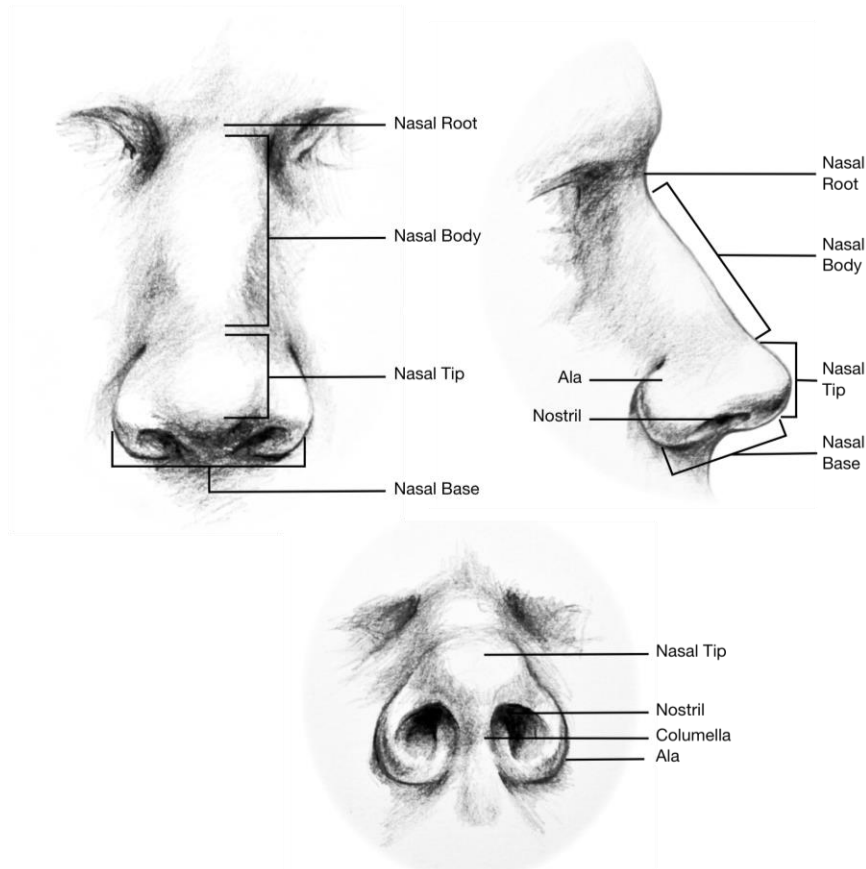 Nasal Root
Nasal Body
Nasal Tip
Nasal Base
Nasal
Root
Nasal
Body
Ala
Nasal
Tip
Nostril
Nasal
Base
Nasal Tip
Nostril
Columella
Ala